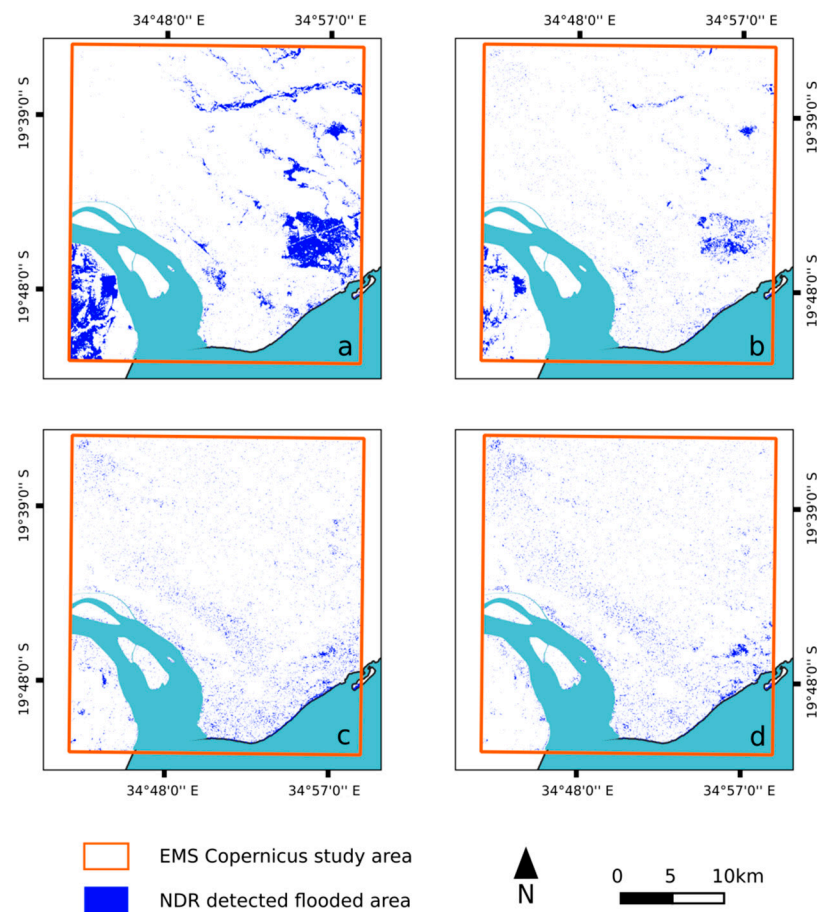 34°48'0'' E
34°57'0'' E
34°48'0'' E
34°57'0'' E
19°39'0'' S
19°48'0'' S
a
b
19°39'0'' S
19°48'0'' S
19°39'0'' S
19°48'0'' S
c
d
19°39'0'' S
19°48'0'' S
34°48'0'' E
34°57'0'' E
34°48'0'' E
34°57'0'' E
EMS Copernicus study area
NDR detected flooded area
N
0 5 10km